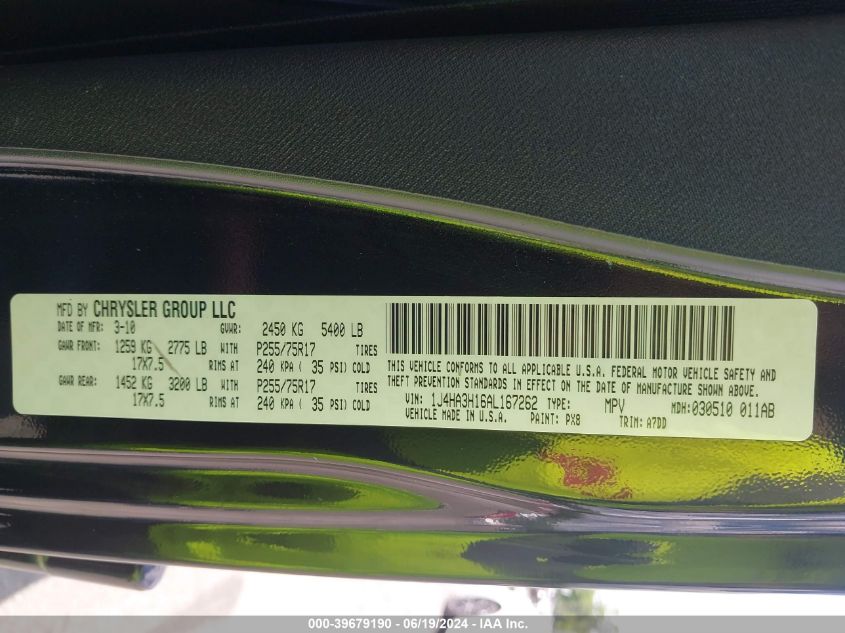 MFD BY CHRYSLER GROUP LLC
DATE OF MFR: 3-10 GVWR: 2450 KG 5400 LB
GAWR FRONT: 1259 KG 2775 LB WITH P255/75R17 TIRES
17X7.5 RIMS AT 240 KPA ( 35 PSI) COLD
GAWR REAR: 1452 KG 3200 LB WITH P255/75R17 TIRES
17X7.5 RIMS AT 240 KPA ( 35 PSI) COLD
THIS VEHICLE CONFORMS TO ALL APPLICABLE U.S.A. FEDERAL MOTOR VEHICLE SAFETY AND
THEFT PREVENTION STANDARDS IN EFFECT ON THE DATE OF MANUFACTURE SHOWN ABOVE.
VIN: 1J4HA3H16AL167262 TYPE: MPV MDH: 030510 011AB
VEHICLE MADE IN U.S.A. PAINT: PX8 TRIM: A7DD
000-39679190 - 06/19/2024 - IAA Inc.